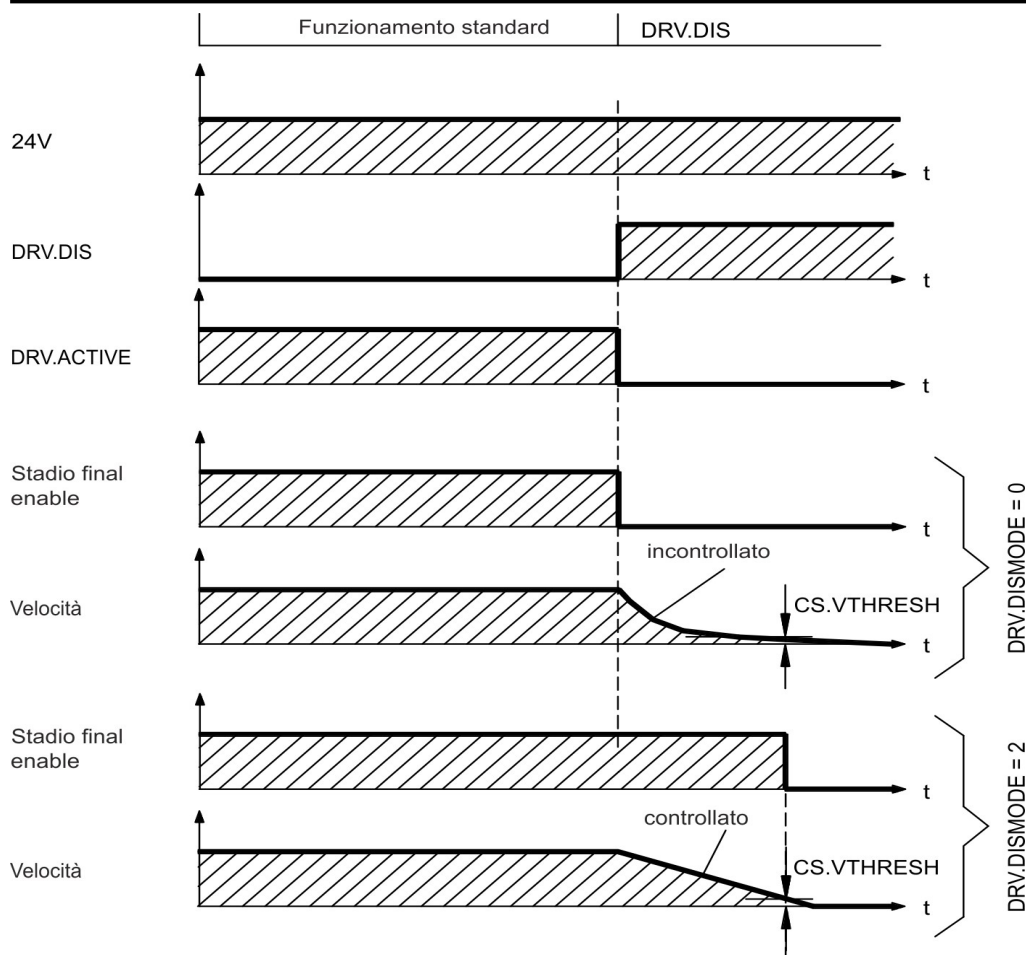 Funzionamento standard DRV.DIS
24V
t
DRV.DIS
t
DRV.ACTIVE
t
Stadio final
enable
t
incontrollato
Velocità
CS.VTHRESH
t
DRV.DISMODE = 0
Stadio final
enable
t
controllato
Velocità
CS.VTHRESH
t
DRV.DISMODE = 2